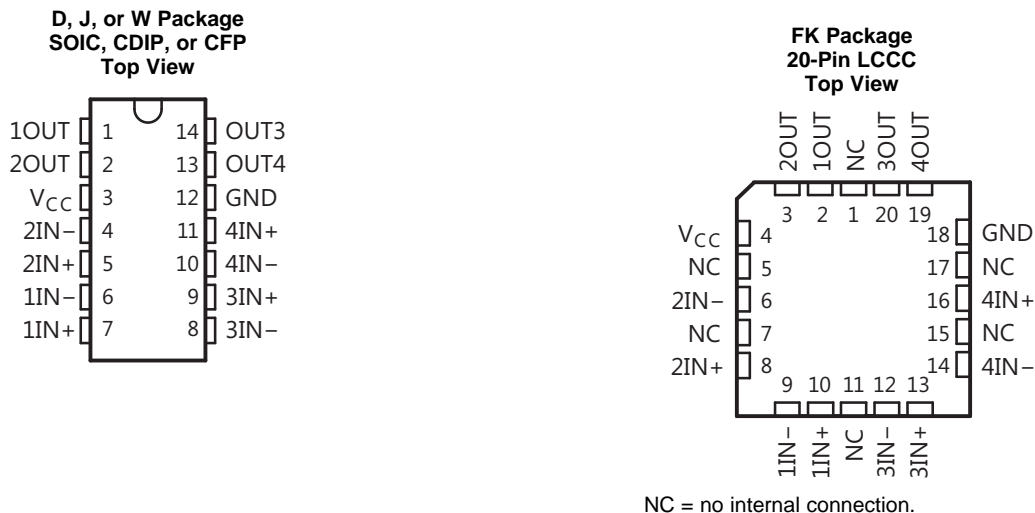 D, J, or W Package
SOIC, CDIP, or CFP
Top View
1OUT 1 14 OUT3
2OUT 2 13 OUT4
VCC 3 12 GND
2IN− 4 11 4IN+
2IN+ 5 10 4IN−
1IN− 6 9 3IN+
1IN+ 7 8 3IN−
FK Package
20-Pin LCCC
Top View
2OUT 1OUT NC 3OUT 4OUT
3 2 1 20 19
VCC 4 18 GND
NC 5 17 NC
2IN− 6 16 4IN+
NC 7 15 NC
2IN+ 8 14 4IN−
9 10 11 12 13
1IN− 1IN+ NC 3IN− 3IN+
NC = no internal connection.